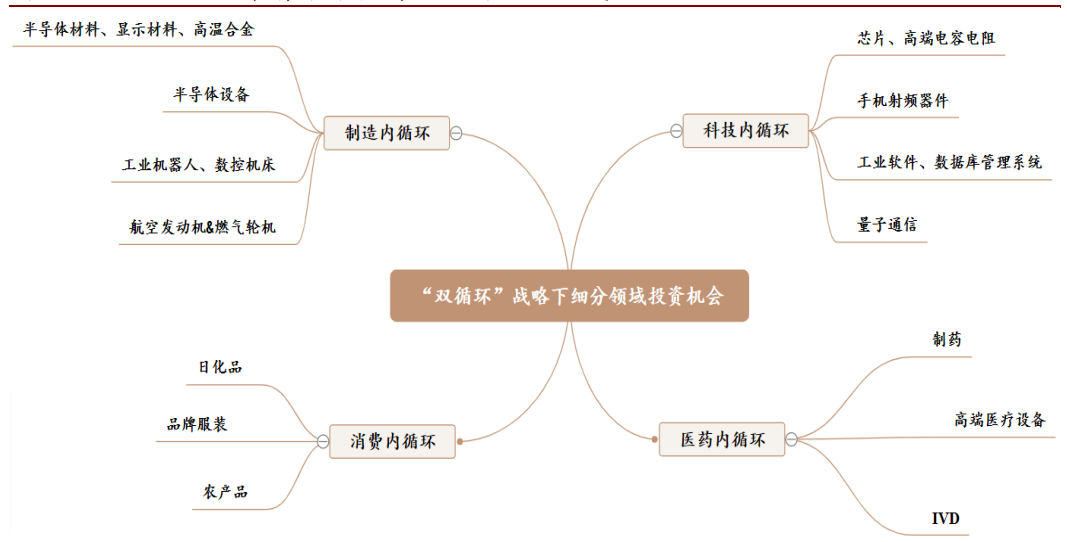 半导体材料、显示材料、高温合金
半导体设备
制造内循环
工业机器人、数控机床
航空发动机&燃气轮机
芯片、高端电容电阻
手机射频器件
科技内循环
工业软件、数据库管理系统
量子通信
“双循环”战略下细分领域投资机会
日化品
品牌服装
消费内循环
农产品
制药
高端医疗设备
医药内循环
IVD